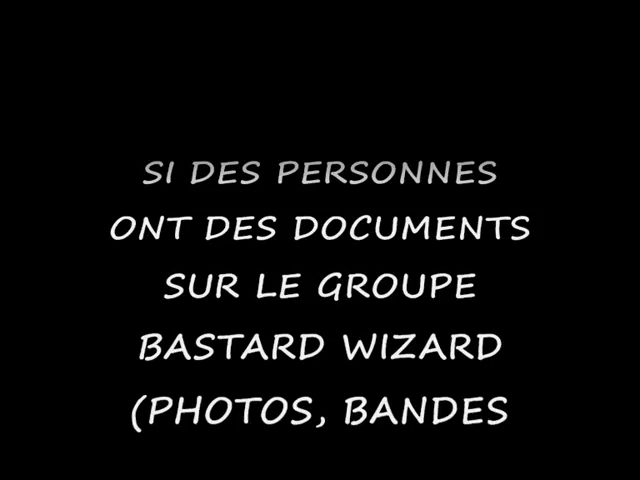 SI DES PERSONNES
ONT DES DOCUMENTS
SUR LE GROUPE
BASTARD WIZARD
(PHOTOS, BANDES